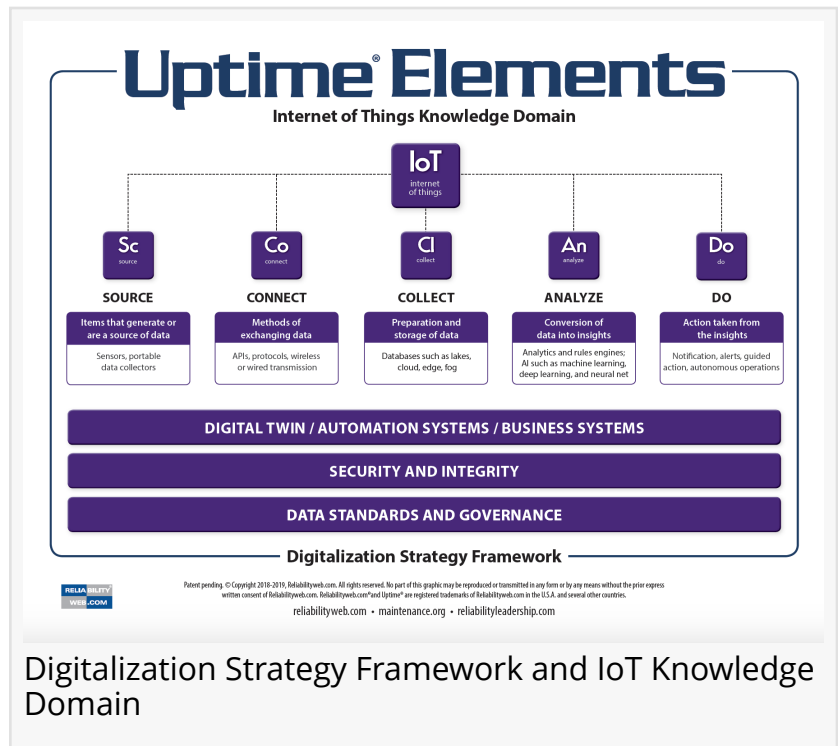 Uptime® Elements
Internet of Things Knowledge Domain
IoT
internet
of things
Sc
source
Co
connect
Cl
collect
An
analyze
Do
do
SOURCE
CONNECT
COLLECT
ANALYZE
DO
Items that generate or
are a source of data
Sensors, portable
data collectors
Methods of
exchanging data
APIs, protocols, wireless
or wired transmission
Preparation and
storage of data
Databases such as lakes,
cloud, edge, fog
Conversion of
data into insights
Analytics and rules engines;
AI such as machine learning,
deep learning, and neural net
Action taken from
the insights
Notification, alerts, guided
action, autonomous operations
DIGITAL TWIN / AUTOMATION SYSTEMS / BUSINESS SYSTEMS
SECURITY AND INTEGRITY
DATA STANDARDS AND GOVERNANCE
Digitalization Strategy Framework
RELIABILITY
WEB.COM
Patent pending. © Copyright 2018-2019, Reliabilityweb.com. All rights reserved. No part of this graphic may be reproduced or transmitted in any form or by any means without the prior express
written consent of Reliabilityweb.com. Reliabilityweb.com® and Uptime® are registered trademarks of Reliabilityweb.com in the U.S.A. and several other countries.
reliabilityweb.com • maintenance.org • reliabilityleadership.com
Digitalization Strategy Framework and IoT Knowledge
Domain